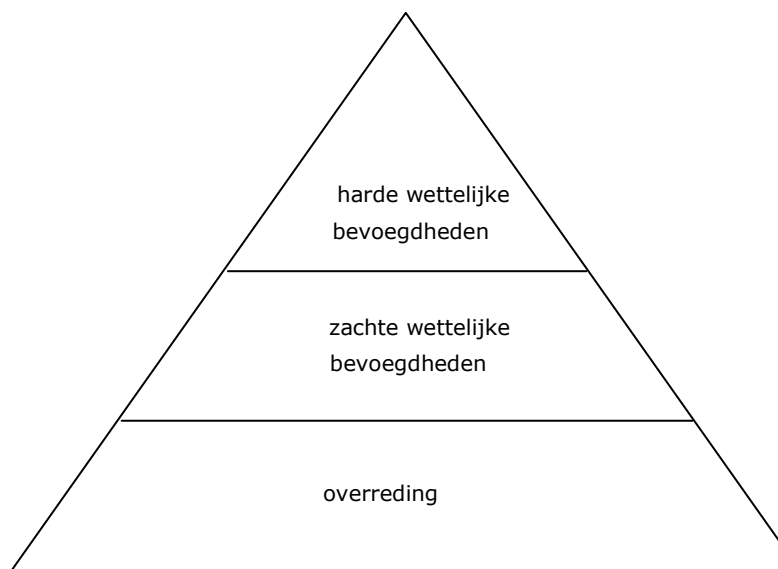 harde wettelijke
bevoegdheden
zachte wettelijke
bevoegdheden
overreding